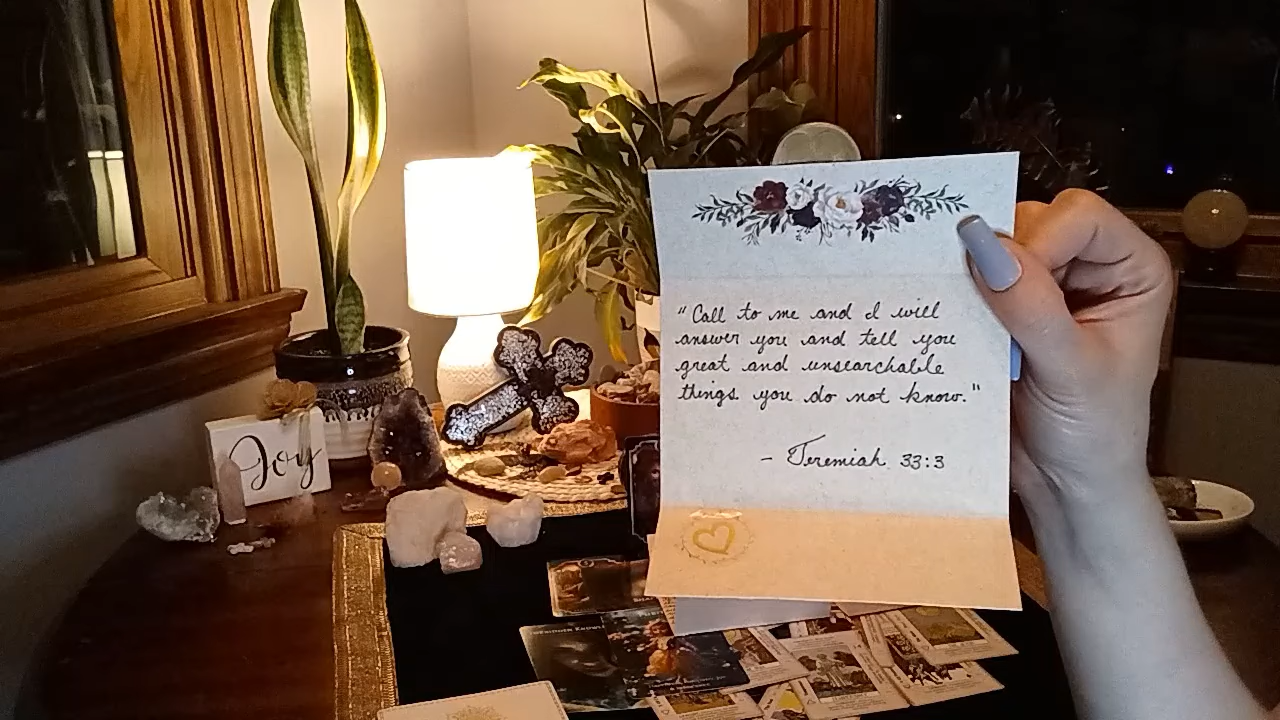 "Call to me and I will
answer you and tell you
great and unsearchable
things you do not know."
- Jeremiah 33:3
Joy